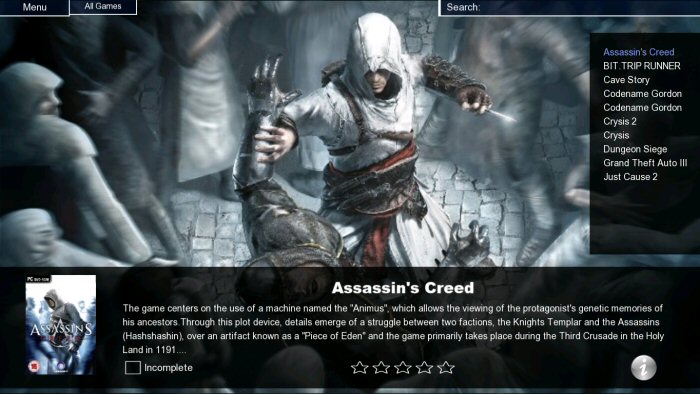 Menu
All Games
Search:
Assassin's Creed
BIT.TRIP RUNNER
Cave Story
Codename Gordon
Codename Gordon
Crysis 2
Crysis
Dungeon Siege
Grand Theft Auto III
Just Cause 2
Assassin's Creed
The game centers on the use of a machine named the "Animus", which allows the viewing of the protagonist's genetic memories of
his ancestors.Through this plot device, details emerge of a struggle between two factions, the Knights Templar and the Assassins
(Hashshashin), over an artifact known as a "Piece of Eden" and the game primarily takes place during the Third Crusade in the Holy
Land in 1191....
Incomplete
PC
ASSASSINS
i